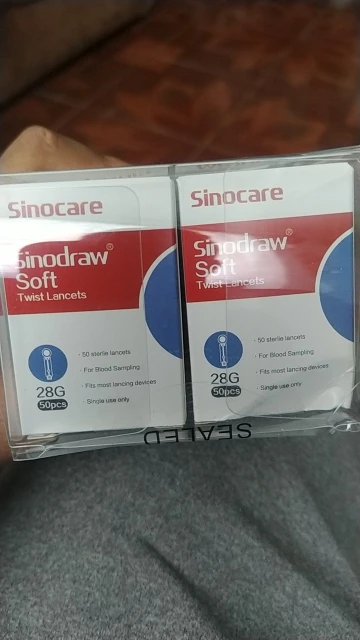 Sinocare
Sinodraw®
Soft
Twist Lancets
· 50 sterile lancets
· For Blood Sampling
· Fits most lancing devices
· Single use only
28G
50pcs
Sinocare
Sinodraw®
Soft
Twist Lancets
· 50 sterile lancets
· For Blood Sampling
· Fits most lancing devices
· Single use only
28G
50pcs
SEALED